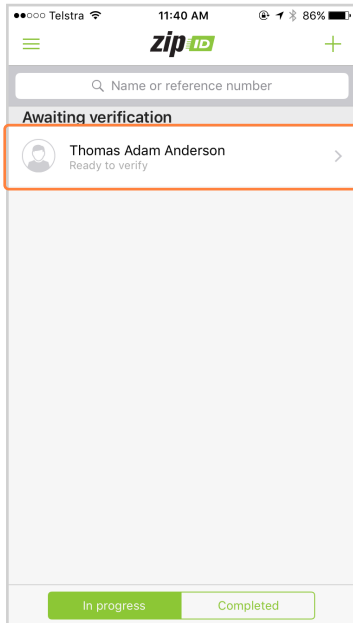 Telstra 11:40 AM 86%
zip ID
Name or reference number
Awaiting verification
Thomas Adam Anderson
Ready to verify
In progress Completed